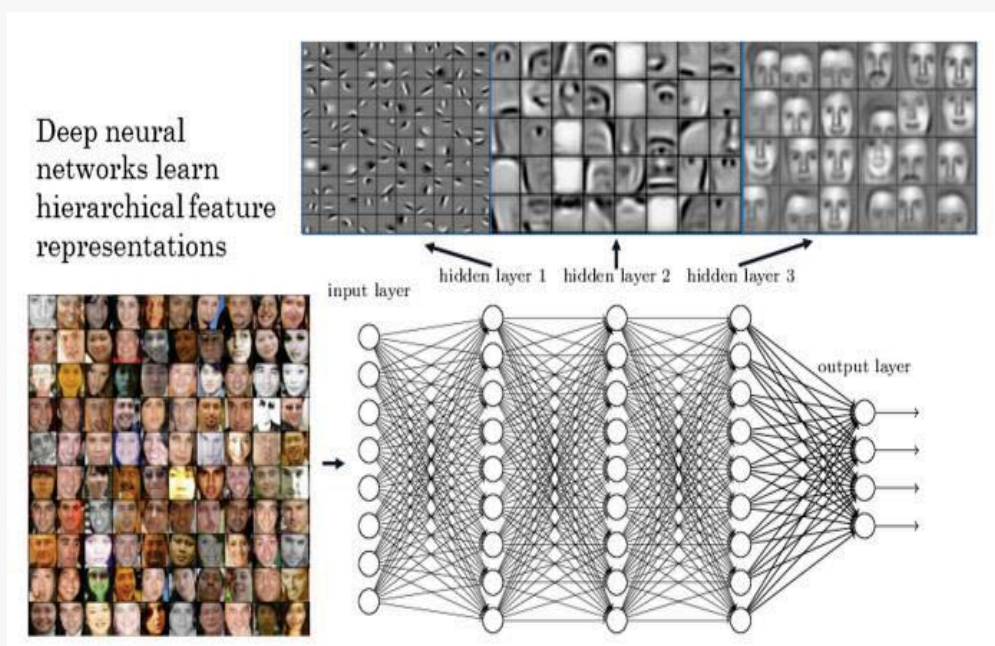 Deep neural
networks learn
hierarchical feature
representations
input layer
hidden layer 1
hidden layer 2
hidden layer 3
output layer